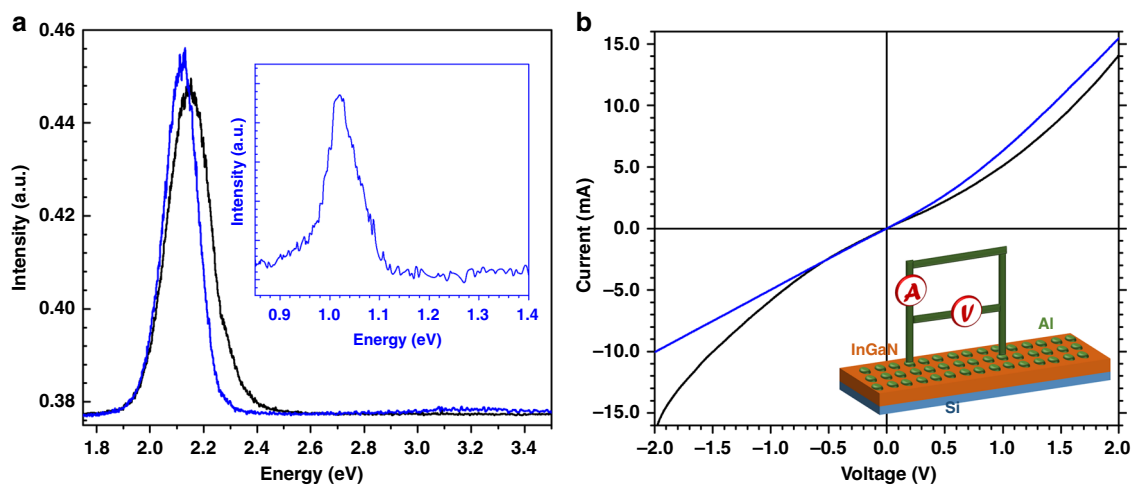 a
0.46
0.44
0.42
0.40
0.38
Intensity (a.u.)
1.8 2.0 2.2 2.4 2.6 2.8 3.0 3.2 3.4
Energy (eV)
Intensity (a.u.)
0.9 1.0 1.1 1.2 1.3 1.4
Energy (eV)
b
15.0
10.0
5.0
0.0
−5.0
−10.0
−15.0
Current (mA)
−2.0 −1.5 −1.0 −0.5 0.0 0.5 1.0 1.5 2.0
Voltage (V)
A
V
Al
InGaN
Si